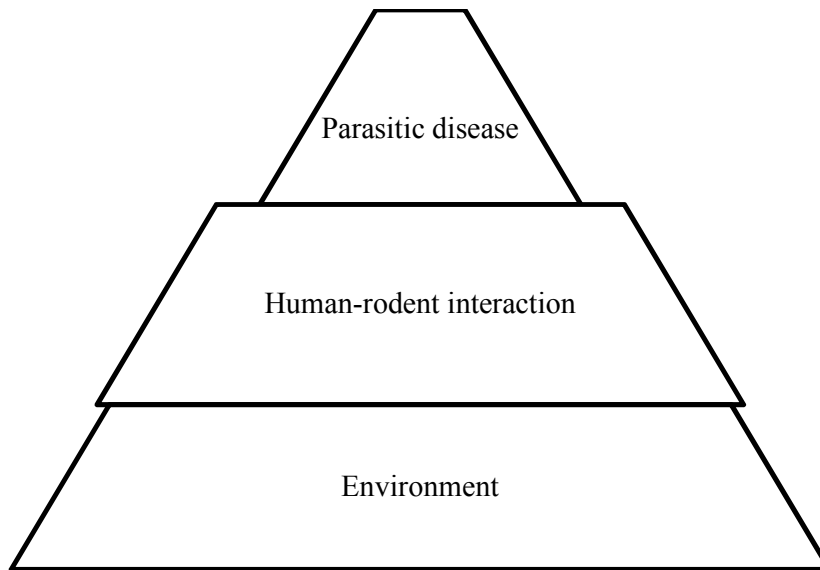 Parasitic disease
Human-rodent interaction
Environment